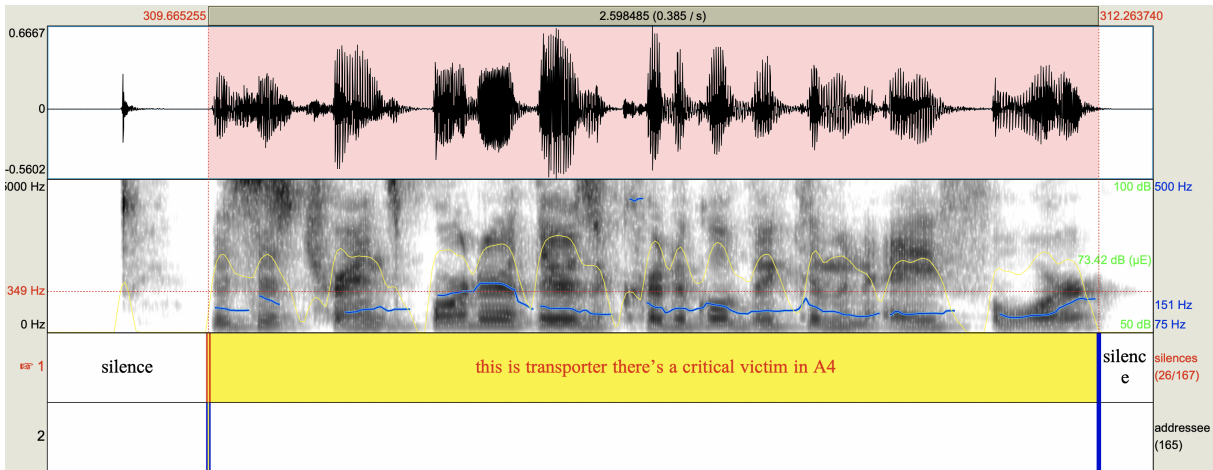 309.665255 2.598485 (0.385 / s) 312.263740
0.6667
0
-0.5602
5000 Hz 100 dB 500 Hz
73.42 dB (µE)
349 Hz
151 Hz
0 Hz 50 dB 75 Hz
☞ 1 silence this is transporter there's a critical victim in A4 silenc
e silences
(26/167)
2 addressee
(165)